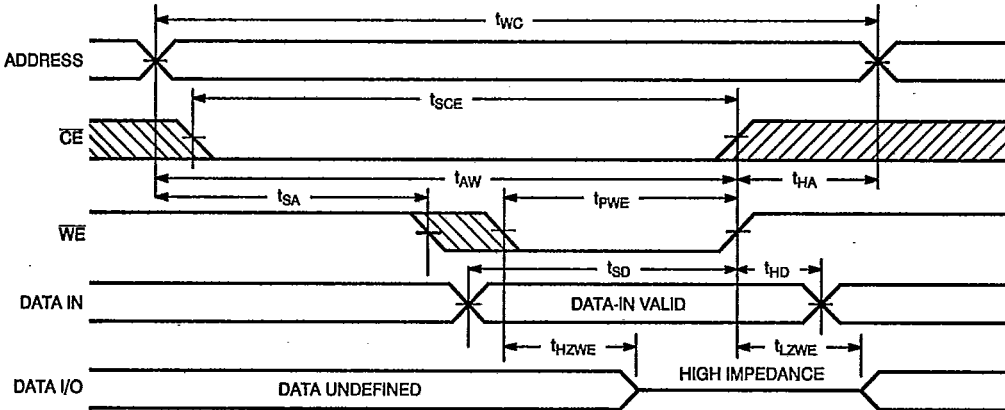 tWC
ADDRESS
tSCE
CE
tAW
tHA
tSA
tPWE
WE
tSD
tHD
DATA IN
DATA-IN VALID
tHZWE
tLZWE
HIGH IMPEDANCE
DATA I/O
DATA UNDEFINED